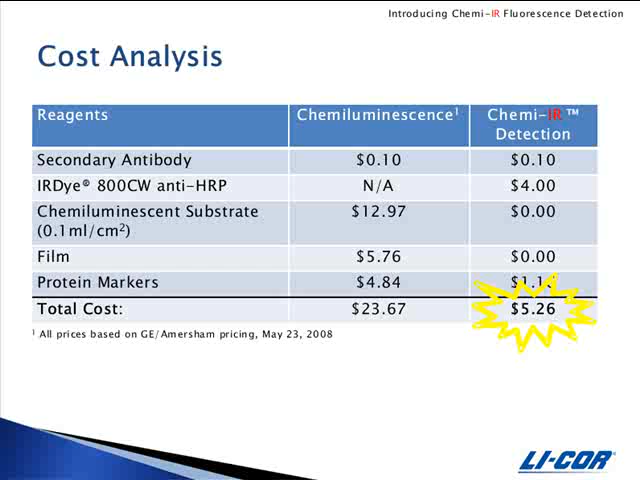 Introducing Chemi-IR Fluorescence Detection
Cost Analysis
Reagents Chemiluminescence¹ Chemi-IR™ Detection
Secondary Antibody $0.10 $0.10
IRDye® 800CW anti-HRP N/A $4.00
Chemiluminescent Substrate (0.1ml/cm²) $12.97 $0.00
Film $5.76 $0.00
Protein Markers $4.84
Total Cost: $23.67 $5.26
¹ All prices based on GE/Amersham pricing, May 23, 2008
LI-COR®